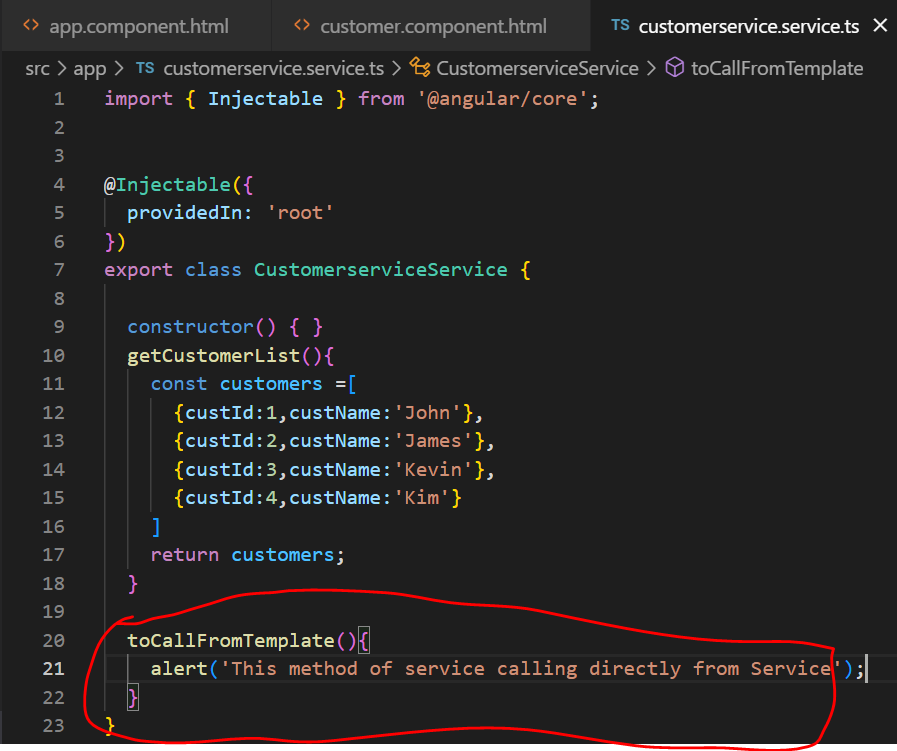 app.component.html customer.component.html TS customerservice.service.ts
src > app > TS customerservice.service.ts > CustomerserviceService > toCallFromTemplate
1 import { Injectable } from '@angular/core';
2
3
4 @Injectable({
5 providedIn: 'root'
6 })
7 export class CustomerserviceService {
8
9 constructor() { }
10 getCustomerList(){
11 const customers =[
12 {custId:1,custName:'John'},
13 {custId:2,custName:'James'},
14 {custId:3,custName:'Kevin'},
15 {custId:4,custName:'Kim'}
16 ]
17 return customers;
18 }
19
20 toCallFromTemplate(){
21 alert('This method of service calling directly from Service');
22 }
23 }